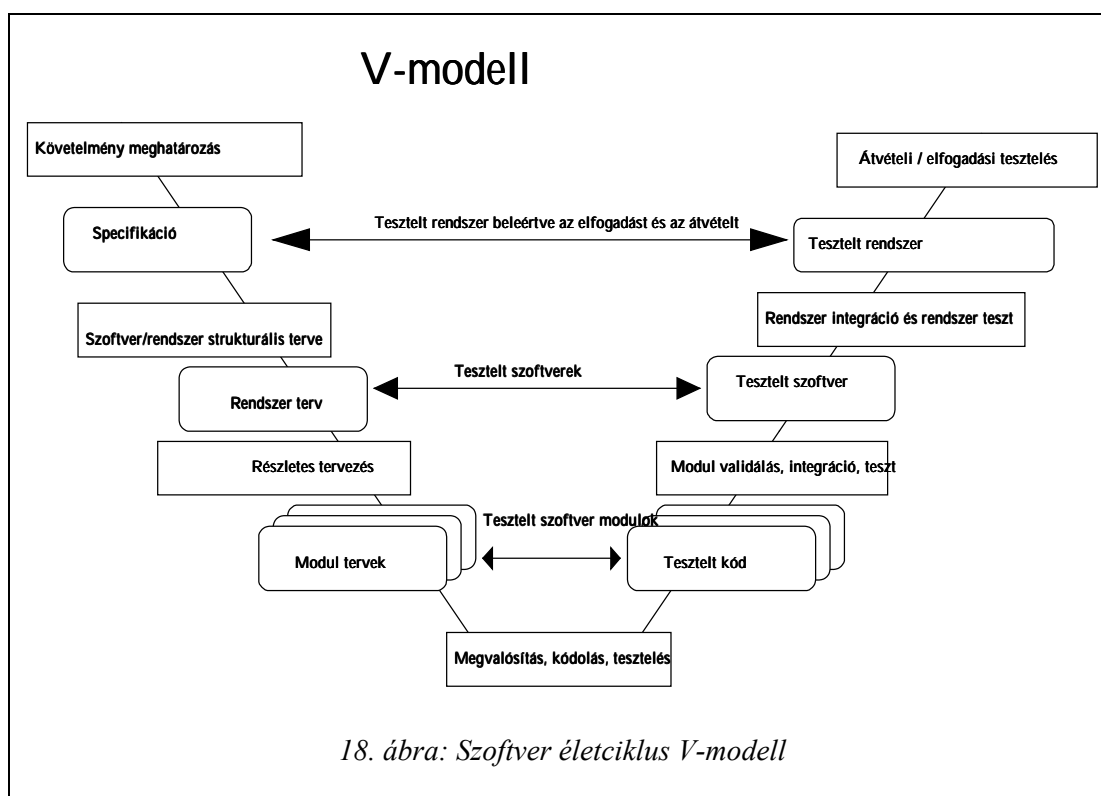 V-modell
Követelmény meghatározás
Átvételi / elfogadási tesztelés
Specifikáció
Tesztelt rendszer beleértve az elfogadást és az átvételt
Tesztelt rendszer
Szoftver/rendszer strukturális terve
Rendszer integráció és rendszer teszt
Rendszer terv
Tesztelt szoftverek
Tesztelt szoftver
Részletes tervezés
Modul validálás, integráció, teszt
Tesztelt szoftver modulok
Modul tervek
Tesztelt kód
Megvalósítás, kódolás, tesztelés
18. ábra: Szoftver életciklus V-modell